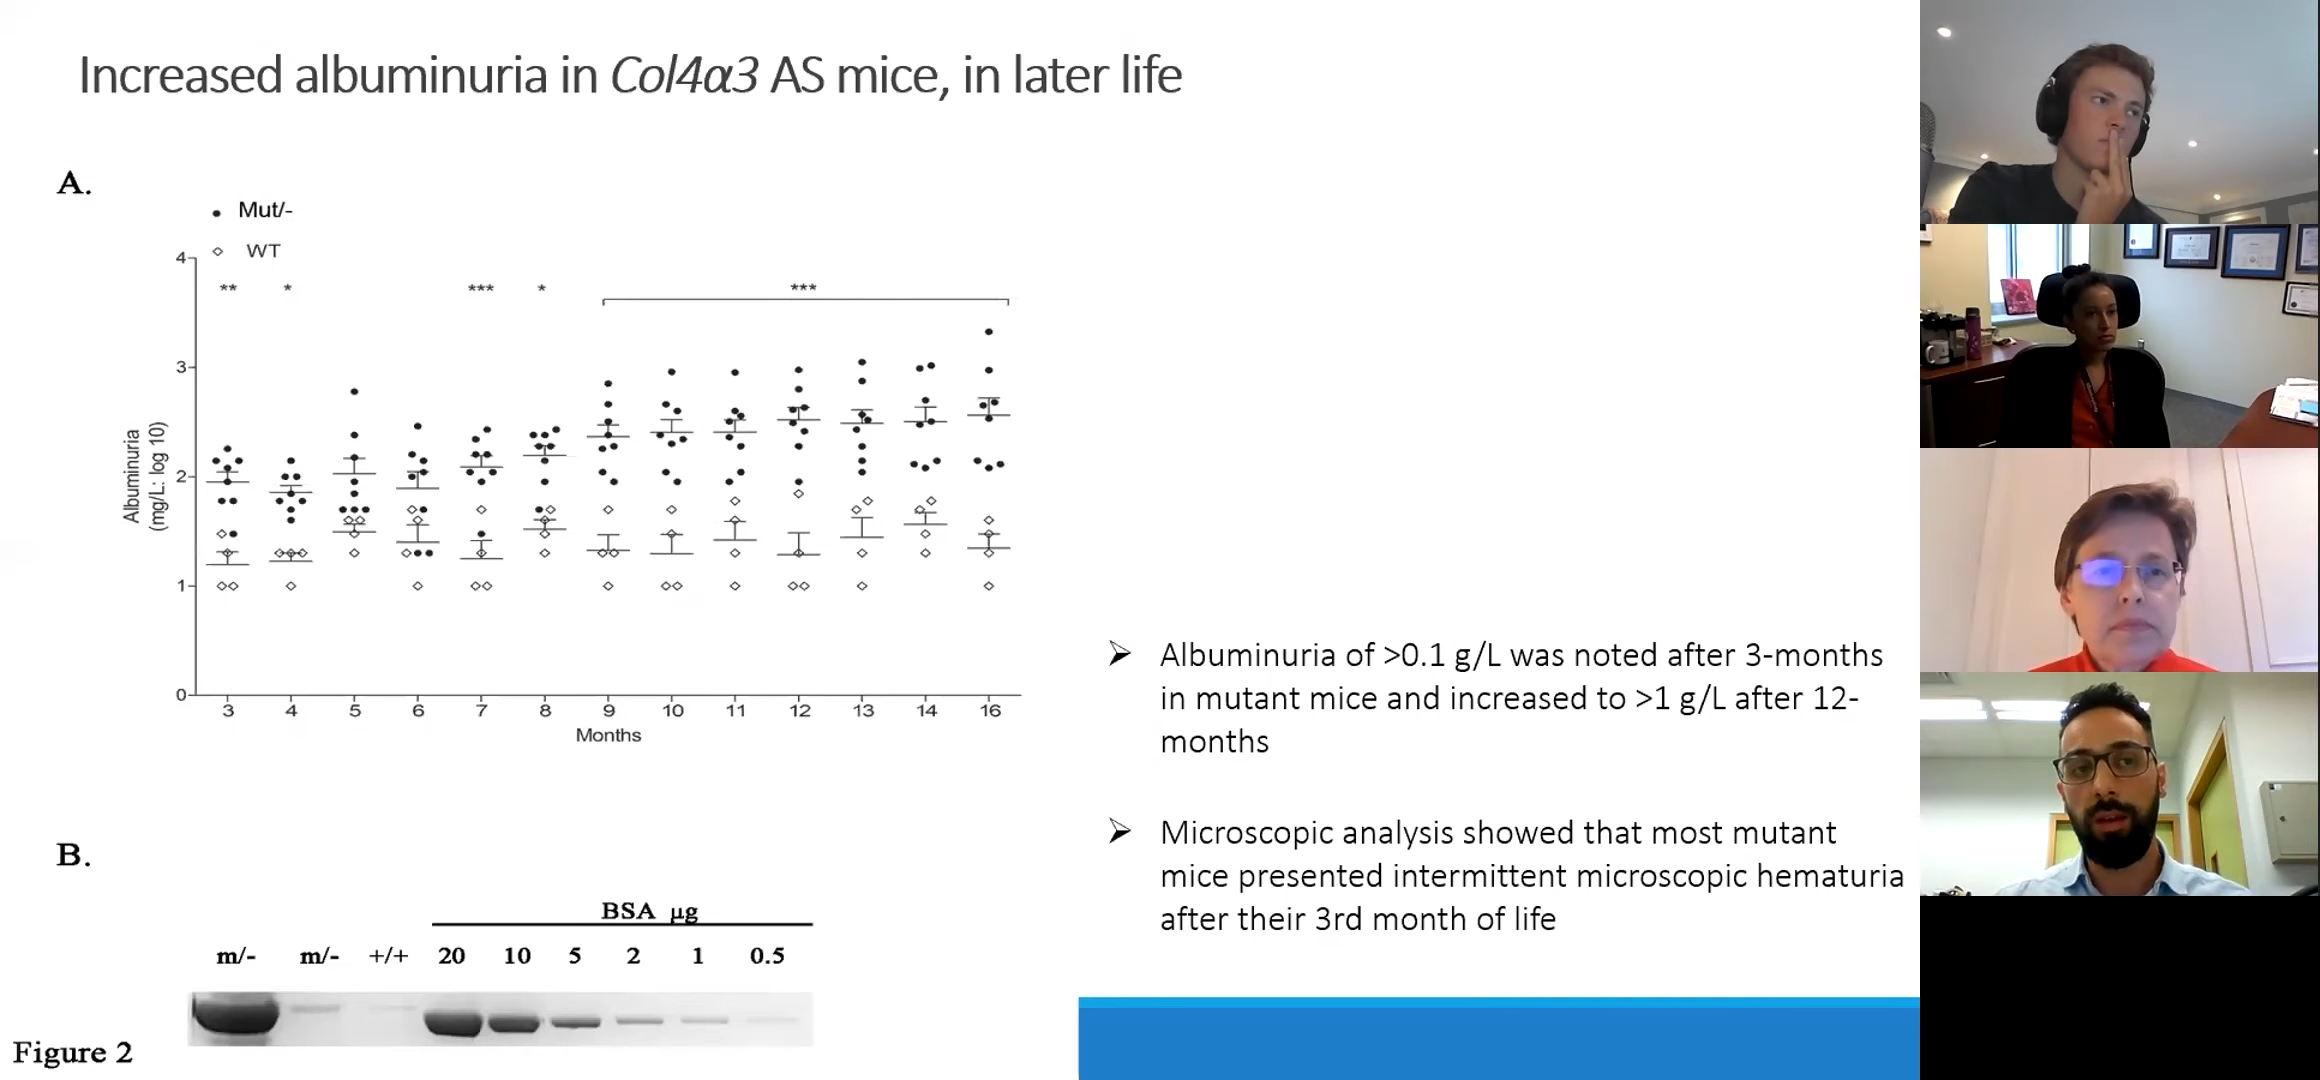 Increased albuminuria in Col4α3 AS mice, in later life
A.
Mut/-
WT
4
** * *** * ***
3
2
1
0
Albuminuria
(mg/L: log 10)
3 4 5 6 7 8 9 10 11 12 13 14 16
Months
➢ Albuminuria of >0.1 g/L was noted after 3-months
in mutant mice and increased to >1 g/L after 12-
months
➢ Microscopic analysis showed that most mutant
mice presented intermittent microscopic hematuria
after their 3rd month of life
B.
BSA µg
m/- m/- +/+ 20 10 5 2 1 0.5
Figure 2